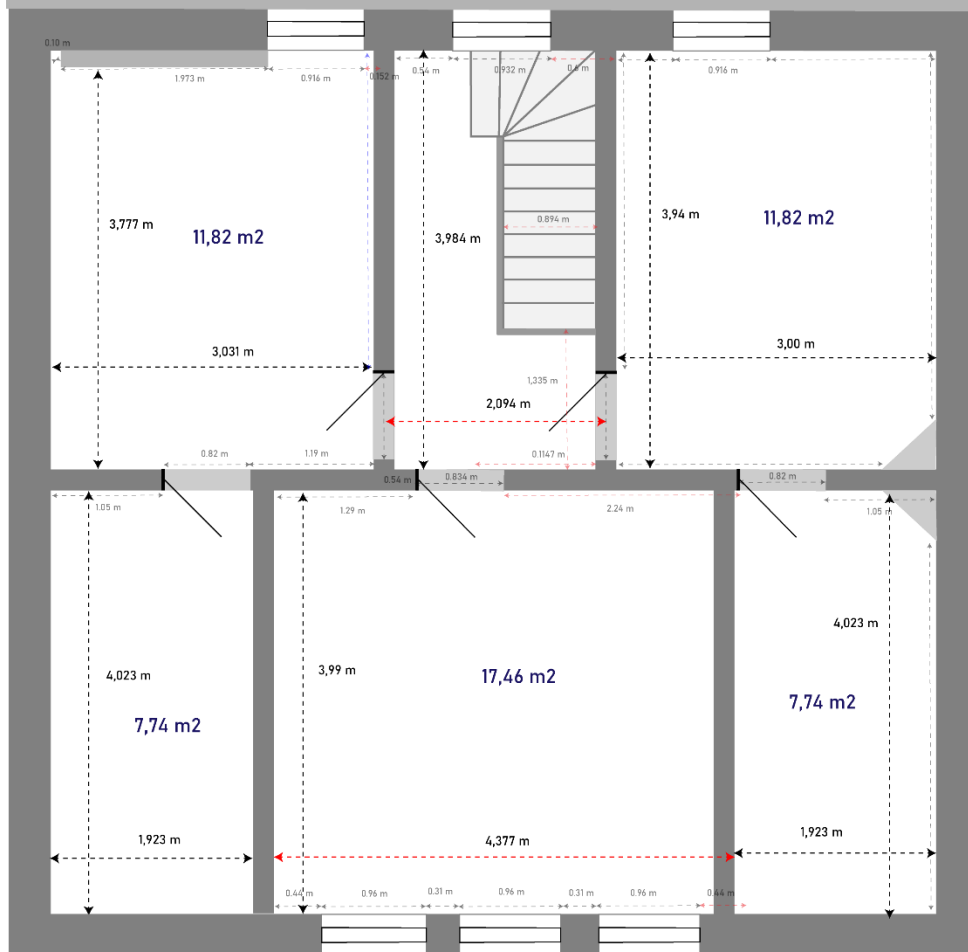 0.10 m
1.973 m
0.916 m
0.152 m
0.54 m
0.932 m
0.6 m
0.916 m
3,777 m
11,82 m2
3,984 m
0.894 m
3,94 m
11,82 m2
3,031 m
1,335 m
3,00 m
2,094 m
0.82 m
1.19 m
0.1147 m
0.54 m
0.834 m
0.82 m
1.05 m
1.29 m
2.24 m
1.05 m
4,023 m
3,99 m
17,46 m2
4,023 m
7,74 m2
7,74 m2
1,923 m
4,377 m
1,923 m
0.44 m
0.96 m
0.31 m
0.96 m
0.31 m
0.96 m
0.44 m